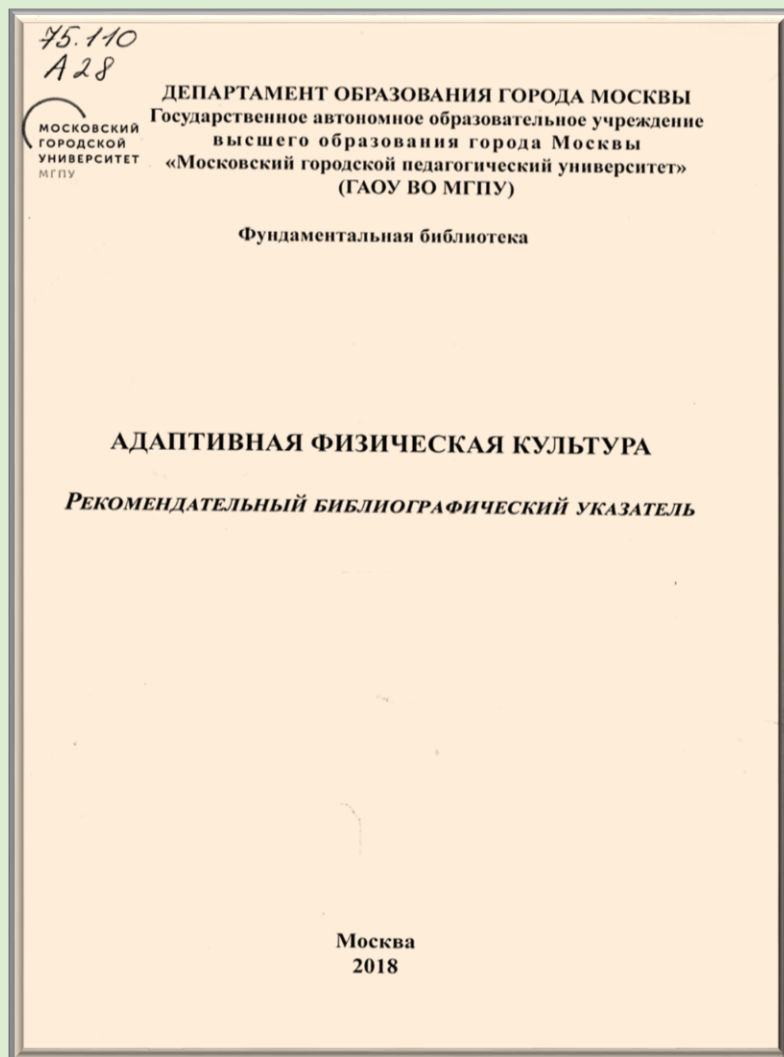 75.110
А28
ДЕПАРТАМЕНТ ОБРАЗОВАНИЯ ГОРОДА МОСКВЫ
Государственное автономное образовательное учреждение
высшего образования города Москвы
«Московский городской педагогический университет»
(ГАОУ ВО МГПУ)
МОСКОВСКИЙ
ГОРОДСКОЙ
УНИВЕРСИТЕТ
МГПУ
Фундаментальная библиотека
АДАПТИВНАЯ ФИЗИЧЕСКАЯ КУЛЬТУРА
РЕКОМЕНДАТЕЛЬНЫЙ БИБЛИОГРАФИЧЕСКИЙ УКАЗАТЕЛЬ
Москва
2018